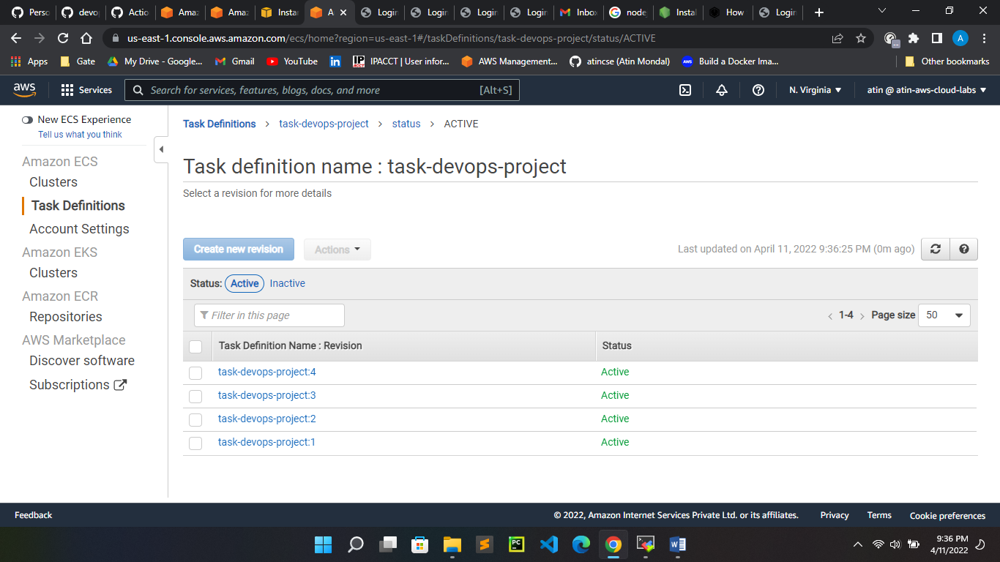 Perso
devo
Actio
Amaz
Amaz
Instan
A
Login
Login
Login
Login
Inbox
node
Instal
How
Login
us-east-1.console.aws.amazon.com/ecs/home?region=us-east-1#/taskDefinitions/task-devops-project/status/ACTIVE
A
Apps
Gate
My Drive - Google...
Gmail
YouTube
in
IP ACCT
IPACCT | User infor...
AWS Management...
atincse (Atin Mondal)
aws
Build a Docker Ima...
Other bookmarks
aws
Services
Search for services, features, blogs, docs, and more
[Alt+S]
N. Virginia
atin @ atin-aws-cloud-labs
New ECS Experience
Tell us what you think
Amazon ECS
Clusters
Task Definitions
Account Settings
Amazon EKS
Clusters
Amazon ECR
Repositories
AWS Marketplace
Discover software
Subscriptions
Task Definitions > task-devops-project > status > ACTIVE
Task definition name : task-devops-project
Select a revision for more details
Create new revision
Actions
Last updated on April 11, 2022 9:36:25 PM (0m ago)
Status: Active Inactive
Filter in this page
< 1-4 > Page size 50
Task Definition Name : Revision Status
task-devops-project:4 Active
task-devops-project:3 Active
task-devops-project:2 Active
task-devops-project:1 Active
Feedback
© 2022, Amazon Internet Services Private Ltd. or its affiliates.
Privacy
Terms
Cookie preferences
PC
9:36 PM
4/11/2022